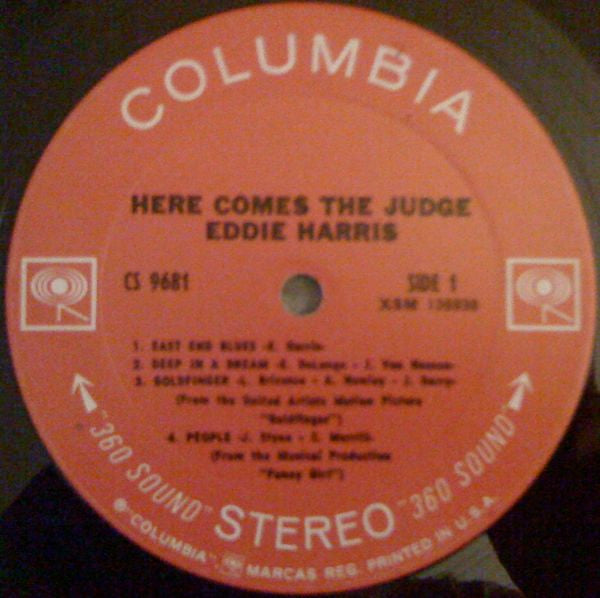 COLUMBIA
HERE COMES THE JUDGE
EDDIE HARRIS
CS 9681
SIDE 1
XSM
1. EAST END BLUES -E. Harris-
2. DEEP IN A DREAM -E. DeLange - J. Van Heusen-
3. GOLDFINGER -L. Bricusse - A. Newley - J. Barry-
(From the United Artists Motion Picture
"Goldfinger")
4. PEOPLE -J. Styne - B. Merrill-
(From the Musical Production
"Funny Girl")
"360 SOUND" STEREO "360 SOUND"
℗"COLUMBIA", MARCAS REG. PRINTED IN U.S.A.